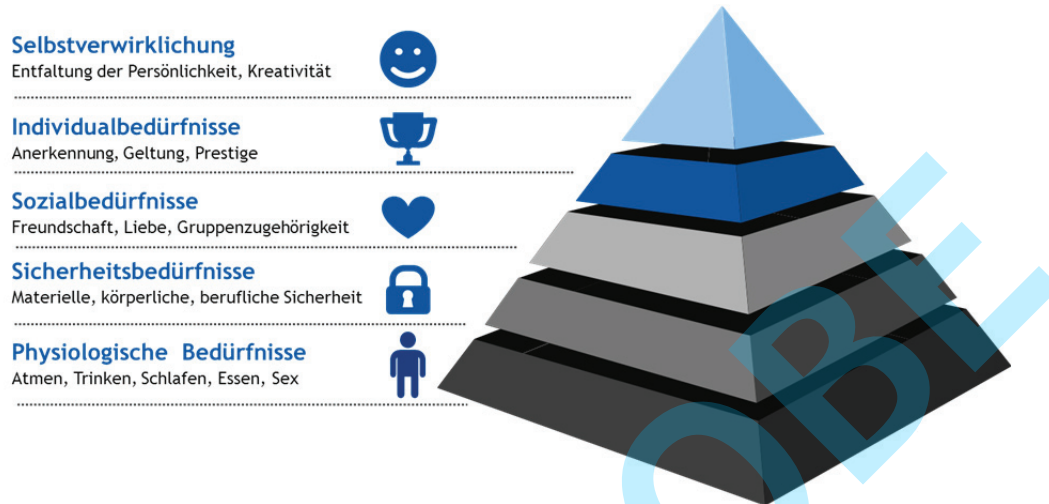 Selbstverwirklichung
Entfaltung der Persönlichkeit, Kreativität
Individualbedürfnisse
Anerkennung, Geltung, Prestige
Sozialbedürfnisse
Freundschaft, Liebe, Gruppenzugehörigkeit
Sicherheitsbedürfnisse
Materielle, körperliche, berufliche Sicherheit
Physiologische Bedürfnisse
Atmen, Trinken, Schlafen, Essen, Sex
OBE